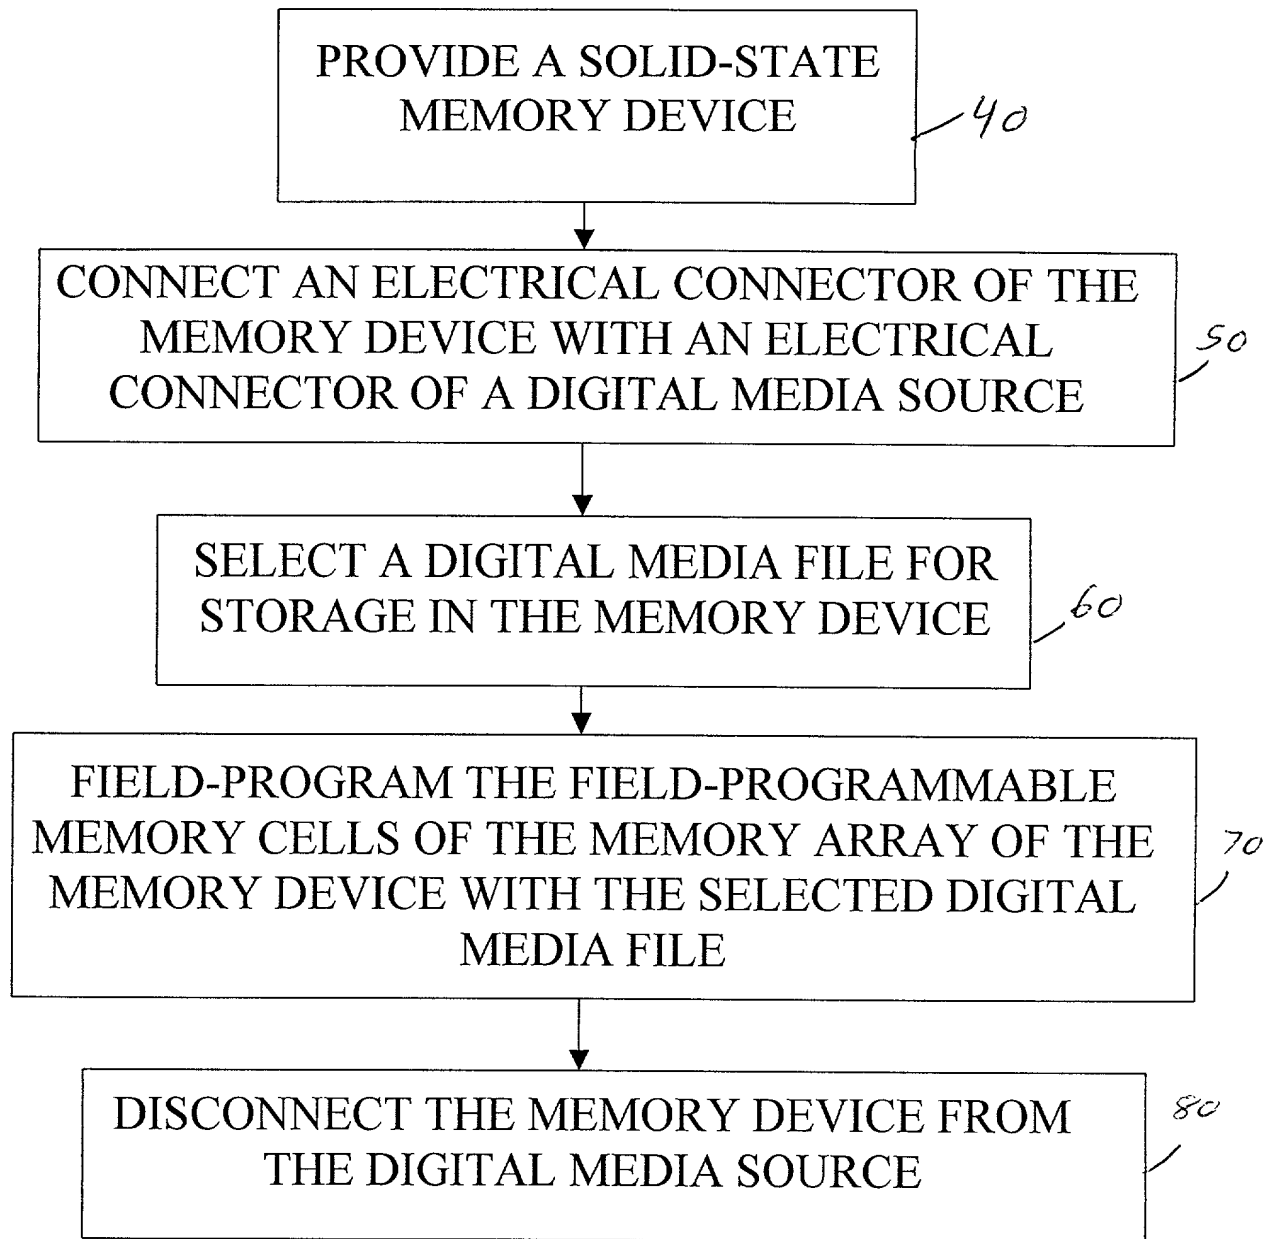 PROVIDE A SOLID-STATE
MEMORY DEVICE
40
CONNECT AN ELECTRICAL CONNECTOR OF THE
MEMORY DEVICE WITH AN ELECTRICAL
CONNECTOR OF A DIGITAL MEDIA SOURCE
50
SELECT A DIGITAL MEDIA FILE FOR
STORAGE IN THE MEMORY DEVICE
60
FIELD-PROGRAM THE FIELD-PROGRAMMABLE
MEMORY CELLS OF THE MEMORY ARRAY OF THE
MEMORY DEVICE WITH THE SELECTED DIGITAL
MEDIA FILE
70
DISCONNECT THE MEMORY DEVICE FROM
THE DIGITAL MEDIA SOURCE
80